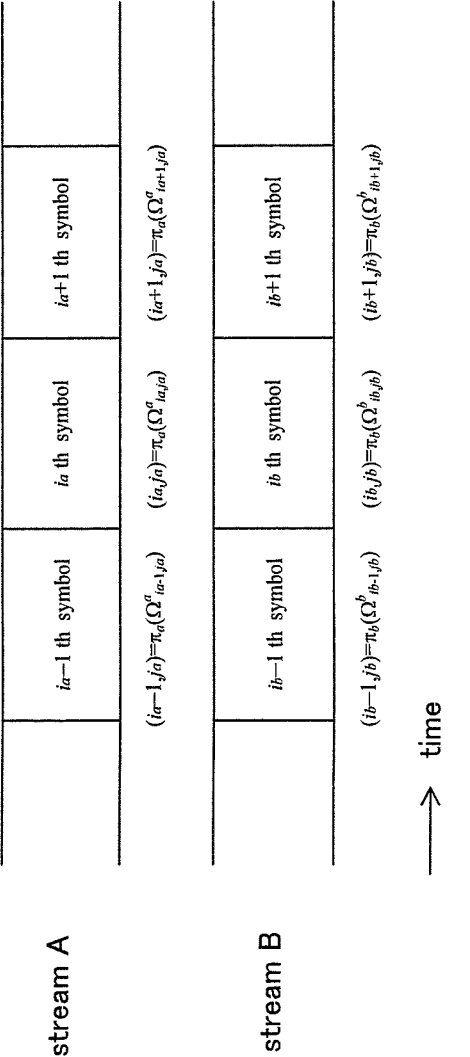 stream A
ia−1 th symbol
ia th symbol
ia+1 th symbol
(ia−1,ja)=πa(Ωᵃia-1,ja)
(ia,ja)=πa(Ωᵃia,ja)
(ia+1,ja)=πa(Ωᵃia+1,ja)
stream B
ib−1 th symbol
ib th symbol
ib+1 th symbol
(ib−1,jb)=πb(Ωᵇib-1,jb)
(ib,jb)=πb(Ωᵇib,jb)
(ib+1,jb)=πb(Ωᵇib+1,jb)
time